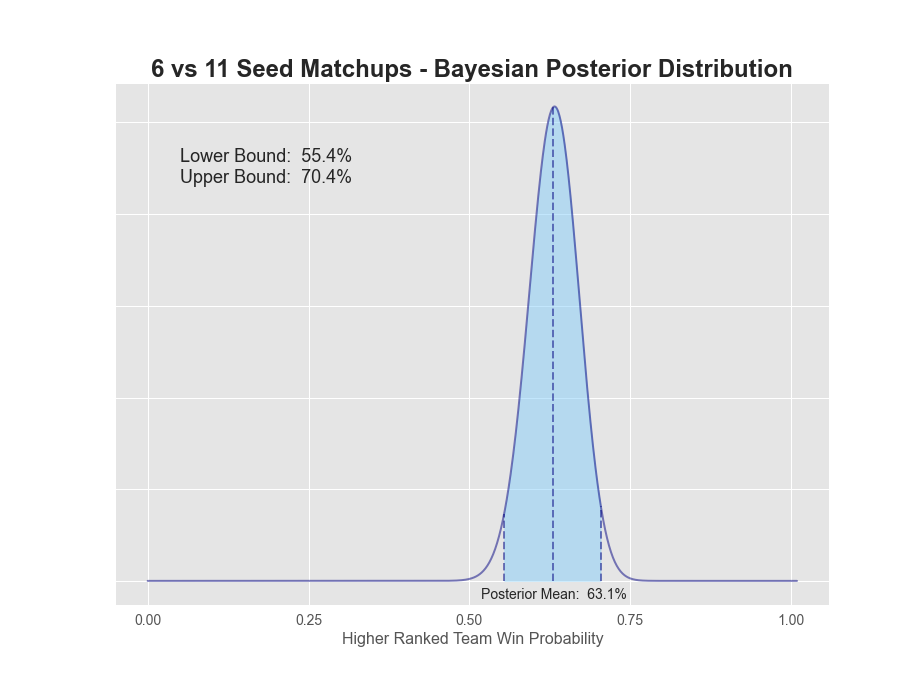 6 vs 11 Seed Matchups - Bayesian Posterior Distribution
Lower Bound: 55.4%
Upper Bound: 70.4%
Posterior Mean: 63.1%
0.00 0.25 0.50 0.75 1.00
Higher Ranked Team Win Probability